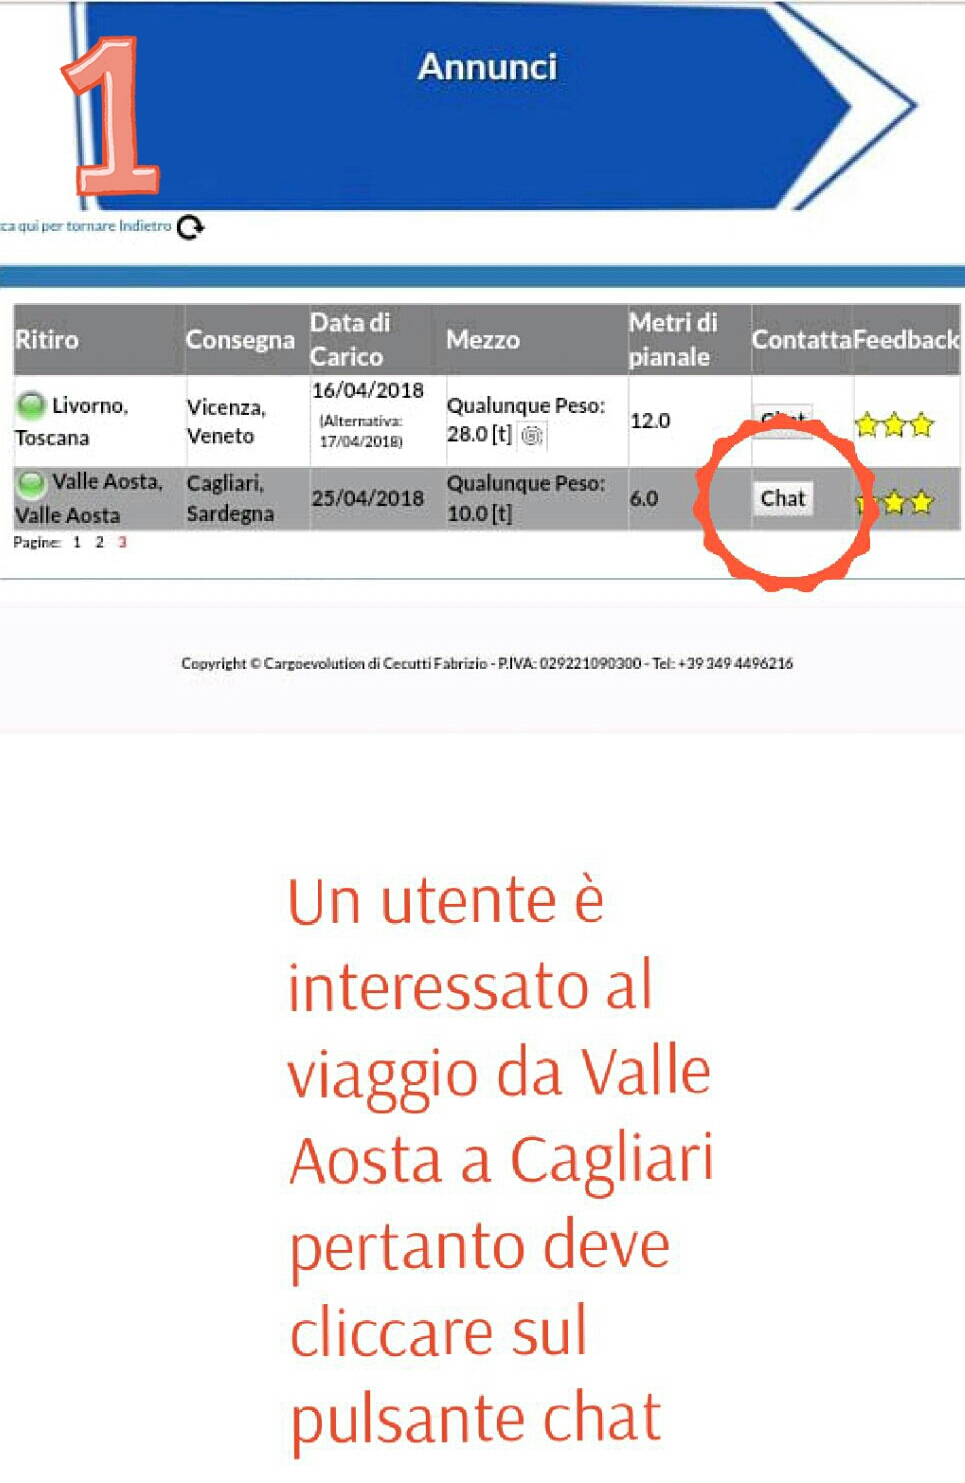 1
Annunci
ca qui per tornare Indietro
Ritiro Consegna Data di Carico Mezzo Metri di pianale Contatta Feedback
Livorno, Toscana Vicenza, Veneto 16/04/2018 (Alternativa: 17/04/2018) Qualunque Peso: 28.0 [t] 12.0 Chat
Valle Aosta, Valle Aosta Cagliari, Sardegna 25/04/2018 Qualunque Peso: 10.0 [t] 6.0 Chat
Pagine: 1 2 3
Copyright © Cargoevolution di Cecutti Fabrizio - P.IVA: 029221090300 - Tel: +39 349 4496216
Un utente è
interessato al
viaggio da Valle
Aosta a Cagliari
pertanto deve
cliccare sul
pulsante chat